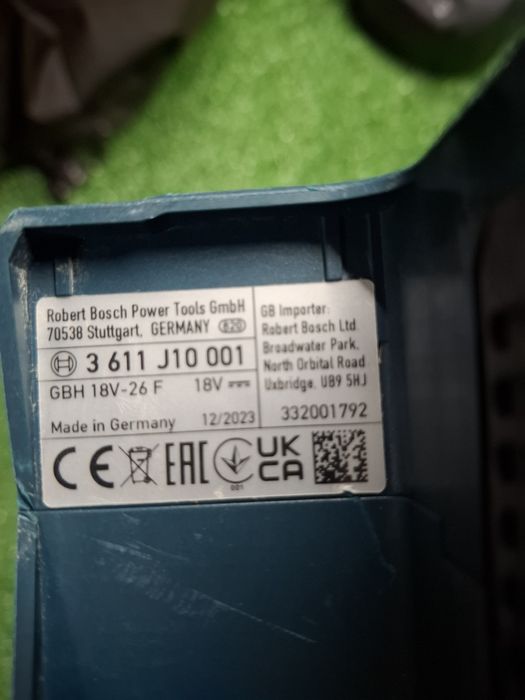 Robert Bosch Power Tools GmbH
70538 Stuttgart, GERMANY
3 611 J10 001
GBH 18V-26 F 18V
Made in Germany 12/2023
GB Importer:
Robert Bosch Ltd.
Broadwater Park,
North Orbital Road
Uxbridge, UB9 5HJ
332001792
CE EAC UK
CA
001